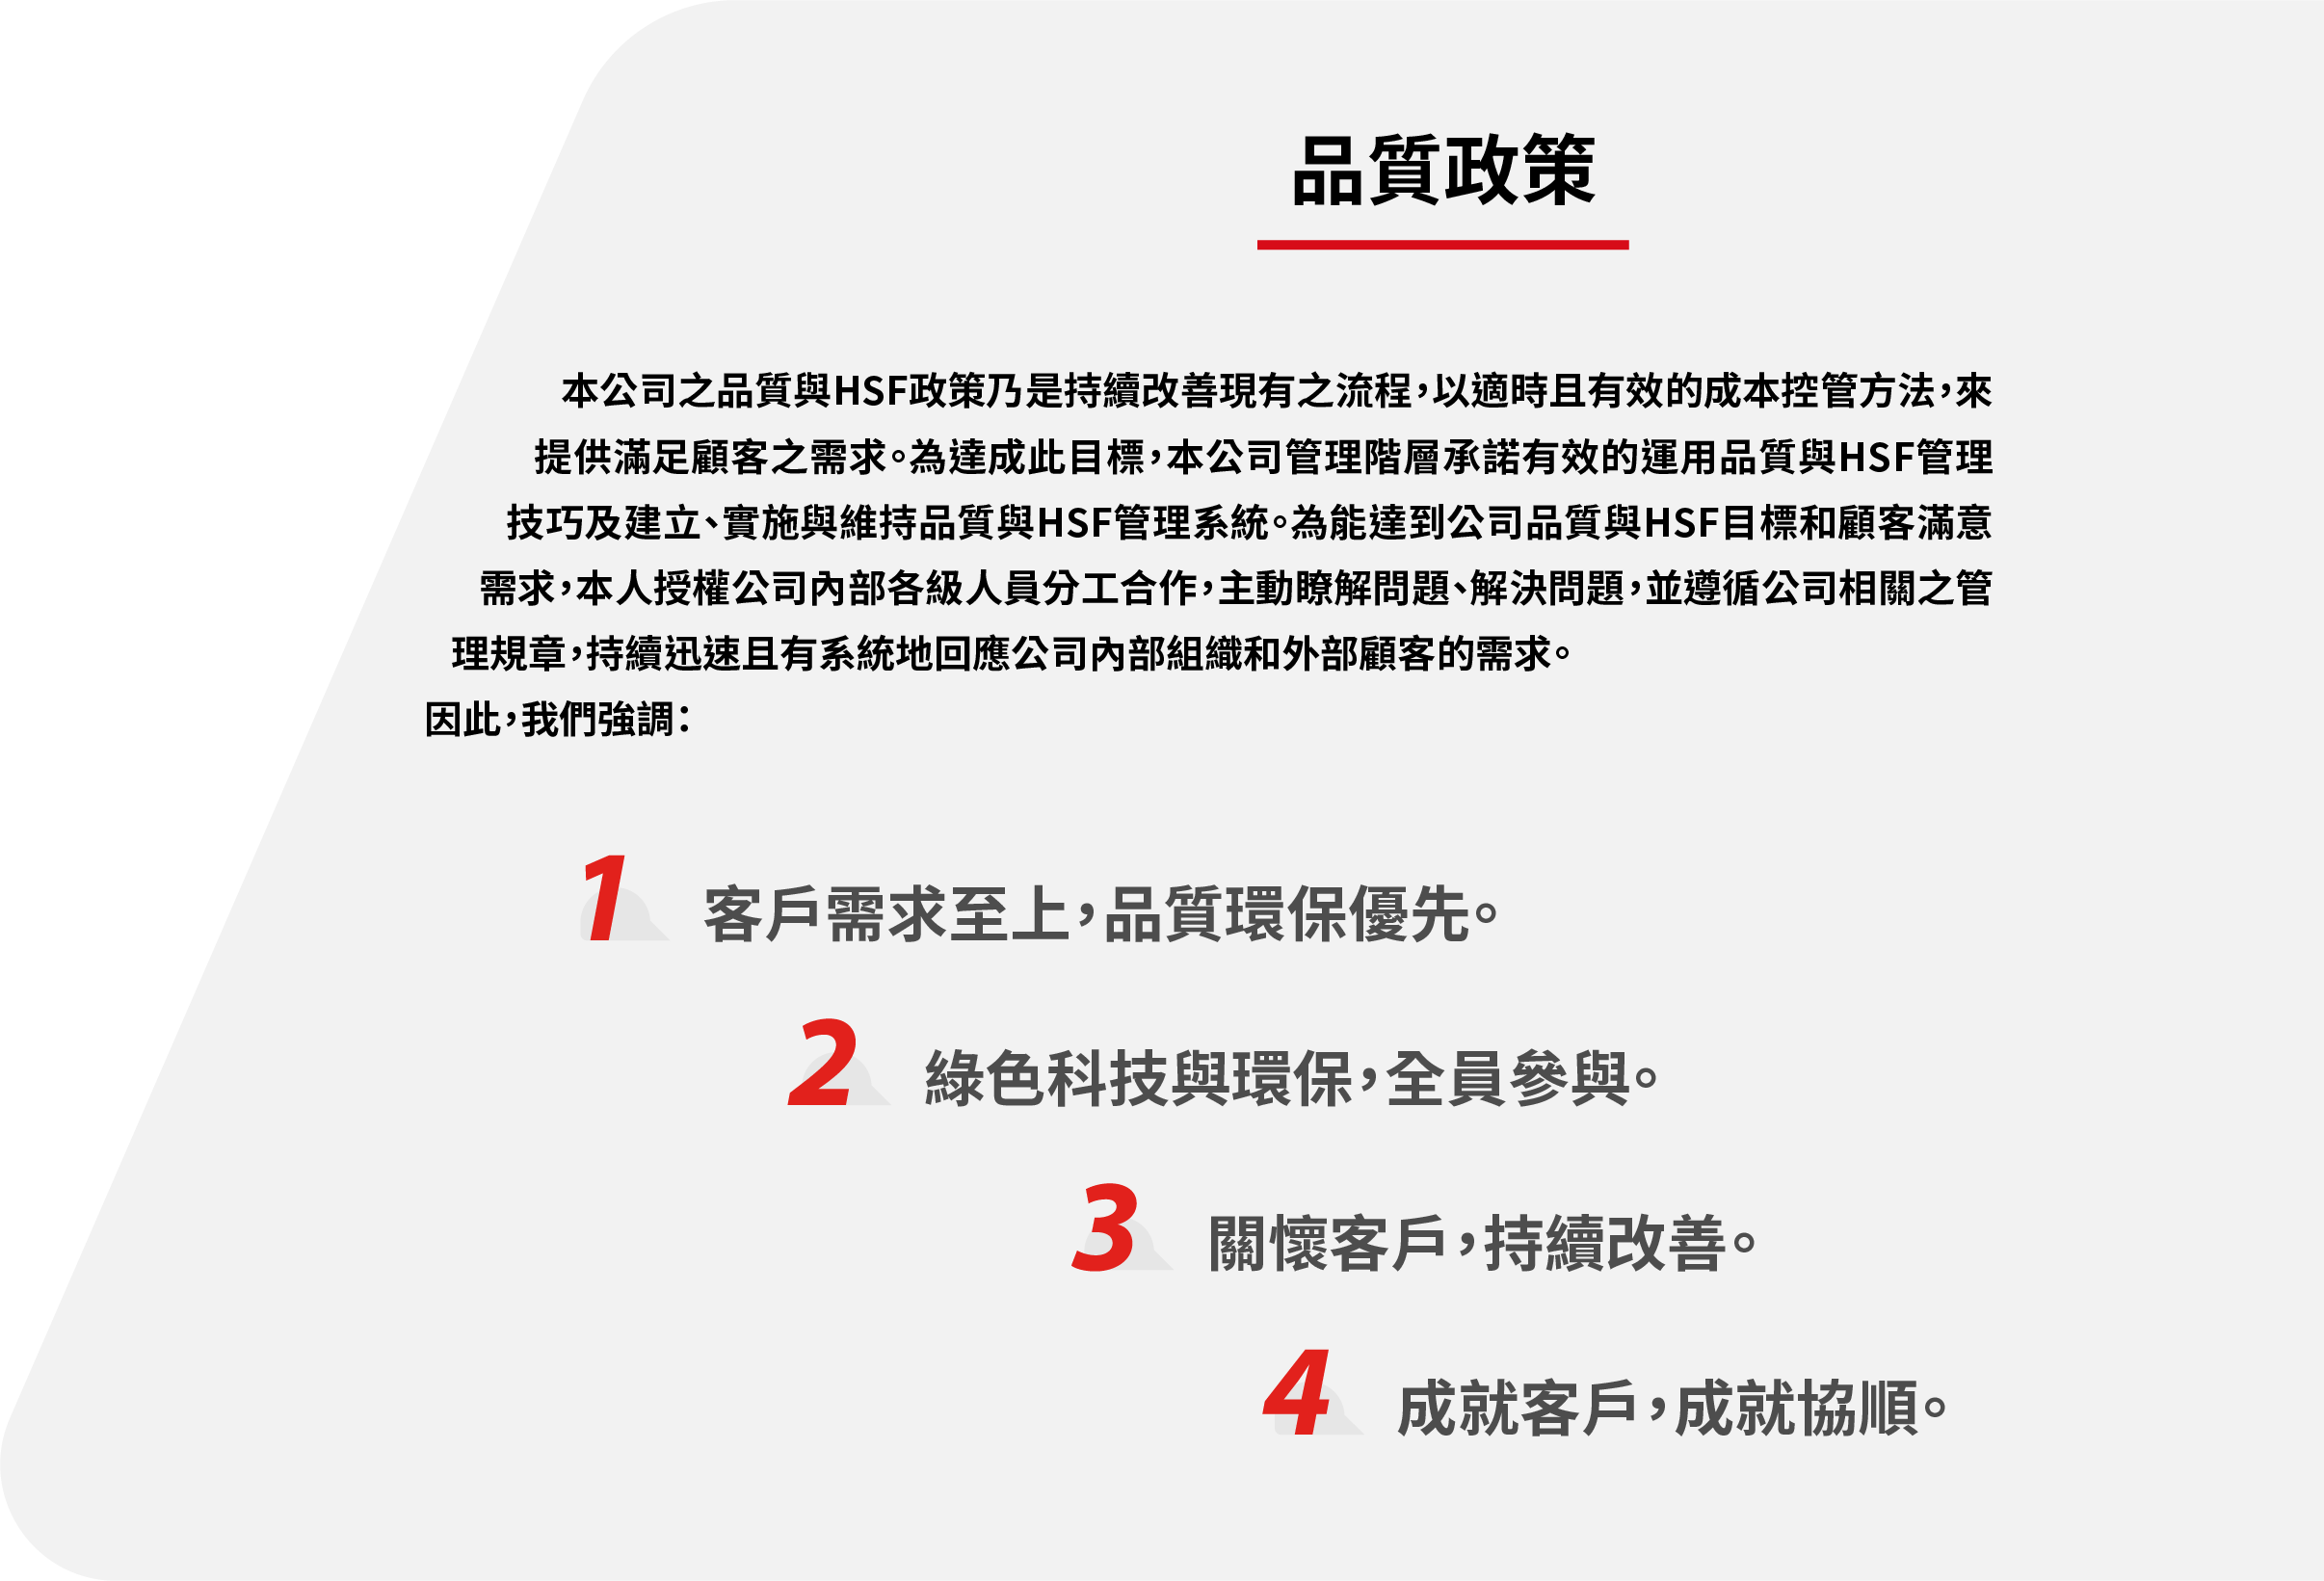 品質政策
本公司之品質與HSF政策乃是持續改善現有之流程，以適時且有效的成本控管方法，來
提供滿足顧客之需求。為達成此目標，本公司管理階層承諾有效的運用品質與HSF管理
技巧及建立、實施與維持品質與HSF管理系統。為能達到公司品質與HSF目標和顧客滿意
需求，本人授權公司內部各級人員分工合作，主動瞭解問題、解決問題，並遵循公司相關之管
理規章，持續迅速且有系統地回應公司內部組織和外部顧客的需求。
因此，我們強調：
1 客戶需求至上，品質環保優先。
2 綠色科技與環保，全員參與。
3 關懷客戶，持續改善。
4 成就客戶，成就協順。